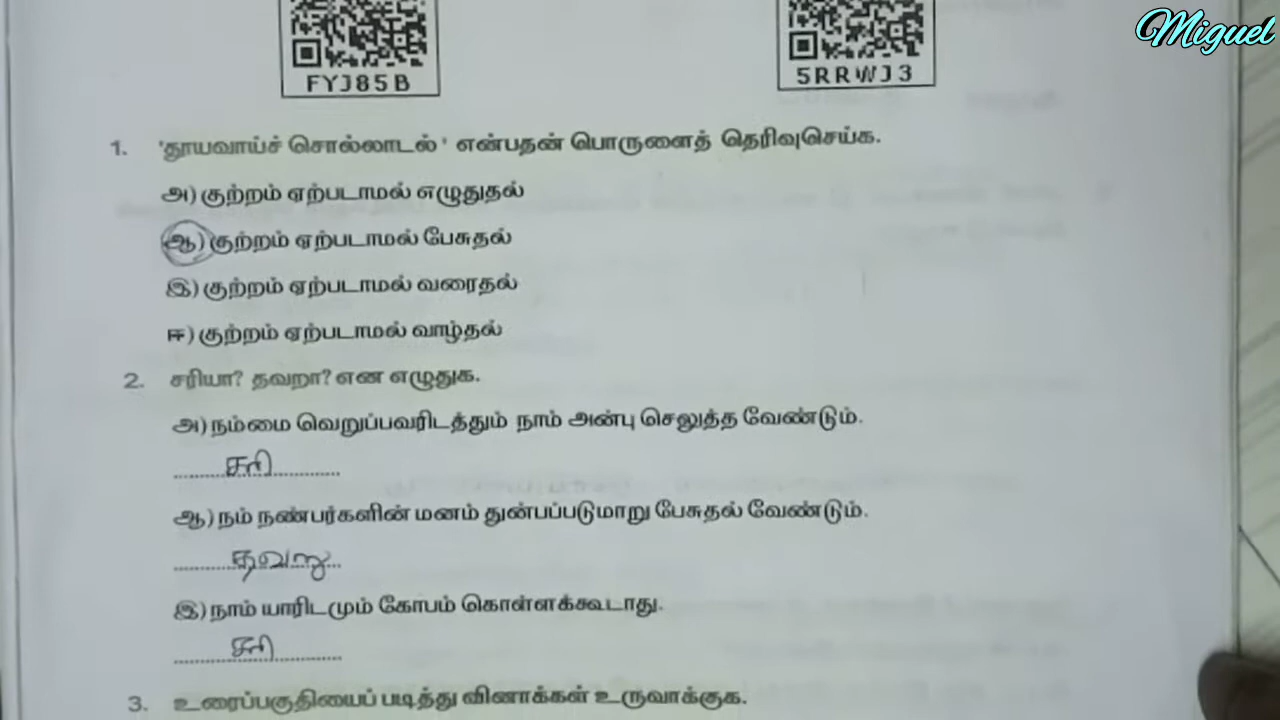 Miguel
FYJ85B 5RRWJ3
1. 'தூயவாய்ச் சொல்லாடல்' என்பதன் பொருளைத் தெரிவுசெய்க.
அ) குற்றம் ஏற்படாமல் எழுதுதல்
ஆ) குற்றம் ஏற்படாமல் பேசுதல்
இ) குற்றம் ஏற்படாமல் வரைதல்
ஈ) குற்றம் ஏற்படாமல் வாழ்தல்
2. சரியா? தவறா? என எழுதுக.
அ) நம்மை வெறுப்பவரிடத்தும் நாம் அன்பு செலுத்த வேண்டும்.
சரி
ஆ) நம் நண்பர்களின் மனம் துன்பப்படுமாறு பேசுதல் வேண்டும்.
தவறு
இ) நாம் யாரிடமும் கோபம் கொள்ளக்கூடாது.
சரி
3. உரைப்பகுதியைப் படித்து வினாக்கள் உருவாக்குக.